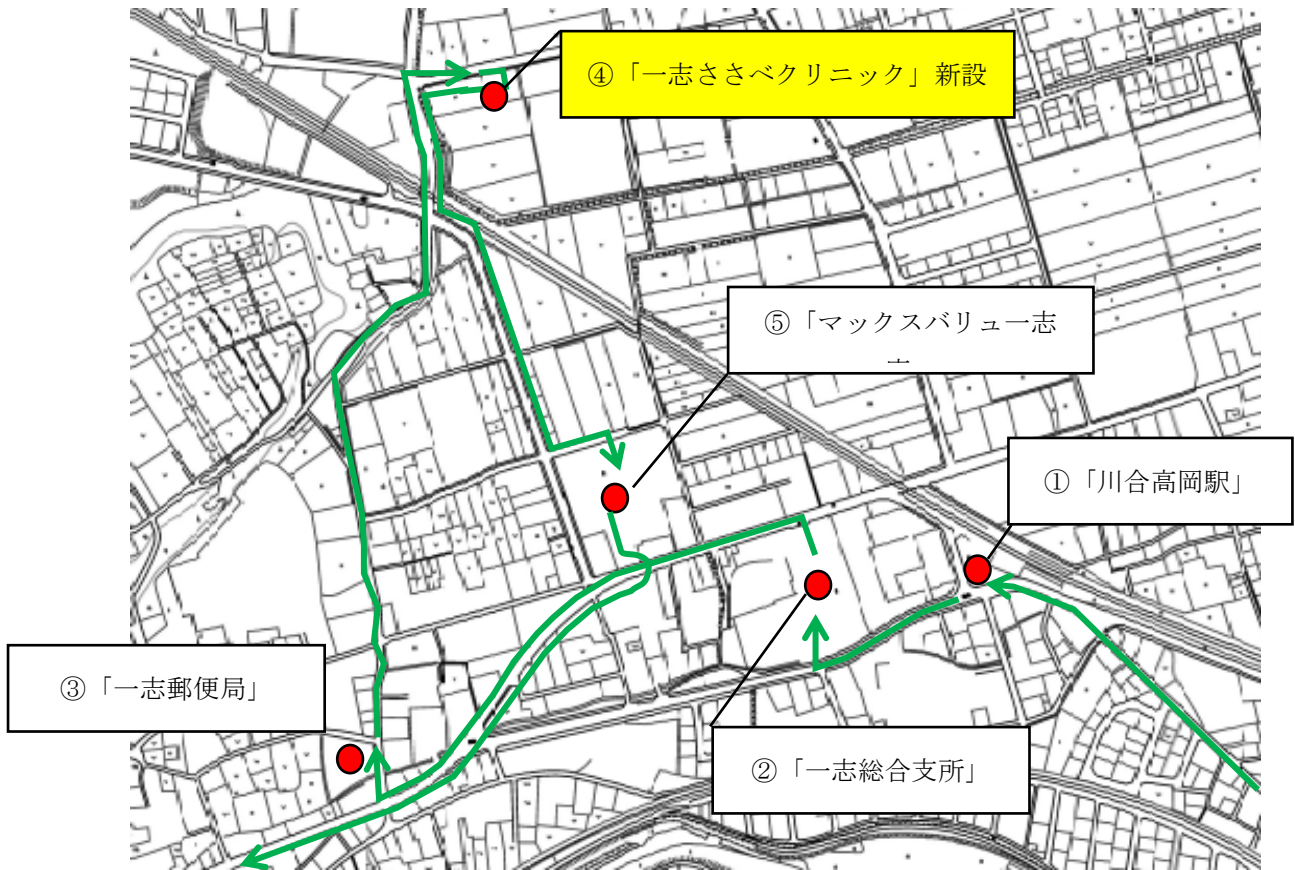 ④「一志ささべクリニック」新設
⑤「マックスバリュー志
①「川合高岡駅」
③「一志郵便局」
②「一志総合支所」